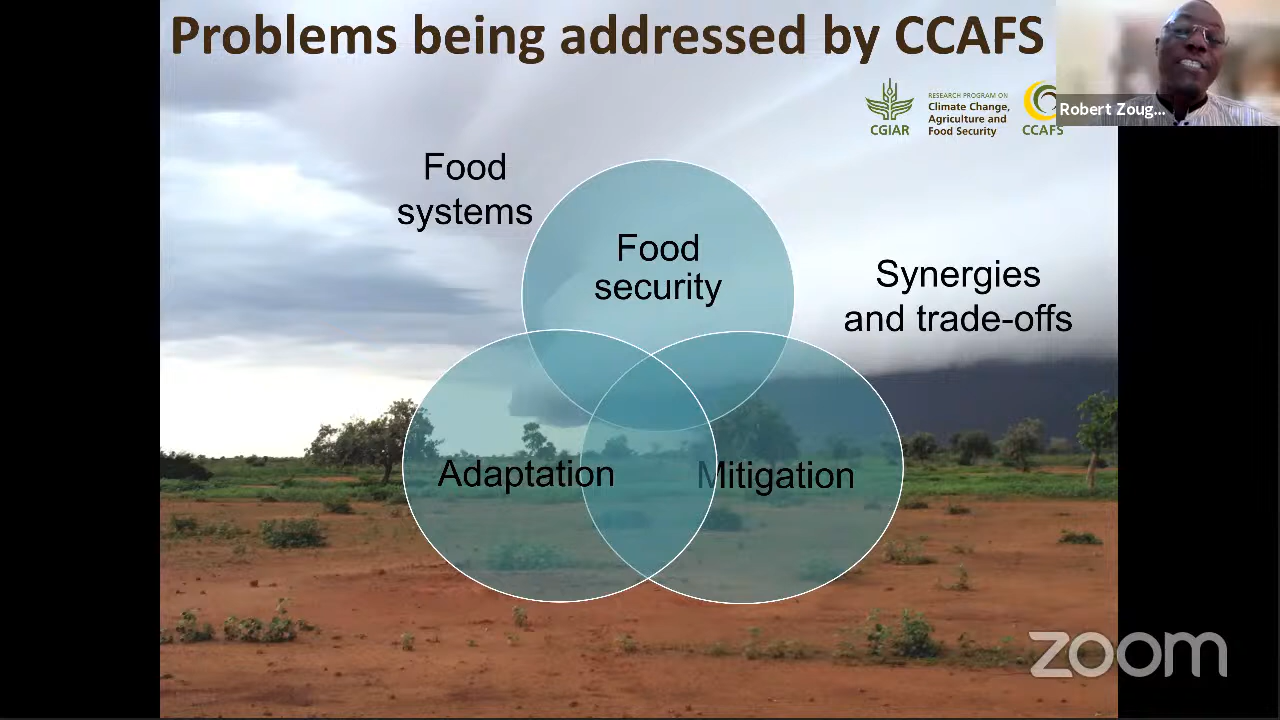 Problems being addressed by CCAFS
RESEARCH PROGRAM ON
Climate Change,
Agriculture and
Food Security
CGIAR
CCAFS
Robert Zoug...
Food
systems
Food
security
Synergies
and trade-offs
Adaptation
Mitigation
zoom